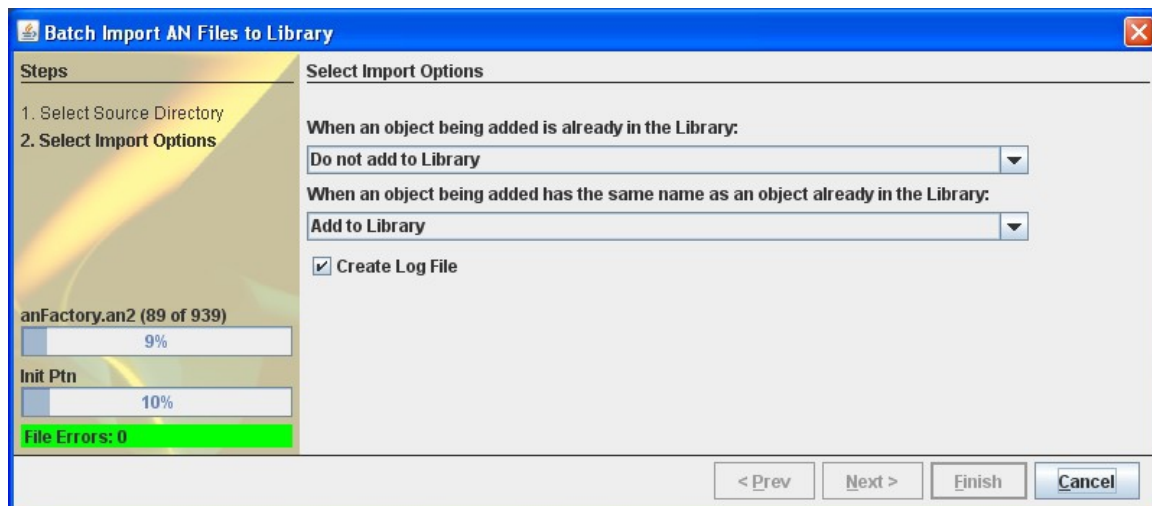 Batch Import AN Files to Library
Steps
1. Select Source Directory
2. Select Import Options
anFactory.an2 (89 of 939)
9%
Init Ptn
10%
File Errors: 0
Select Import Options
When an object being added is already in the Library:
Do not add to Library
When an object being added has the same name as an object already in the Library:
Add to Library
Create Log File
< Prev
Next >
Finish
Cancel